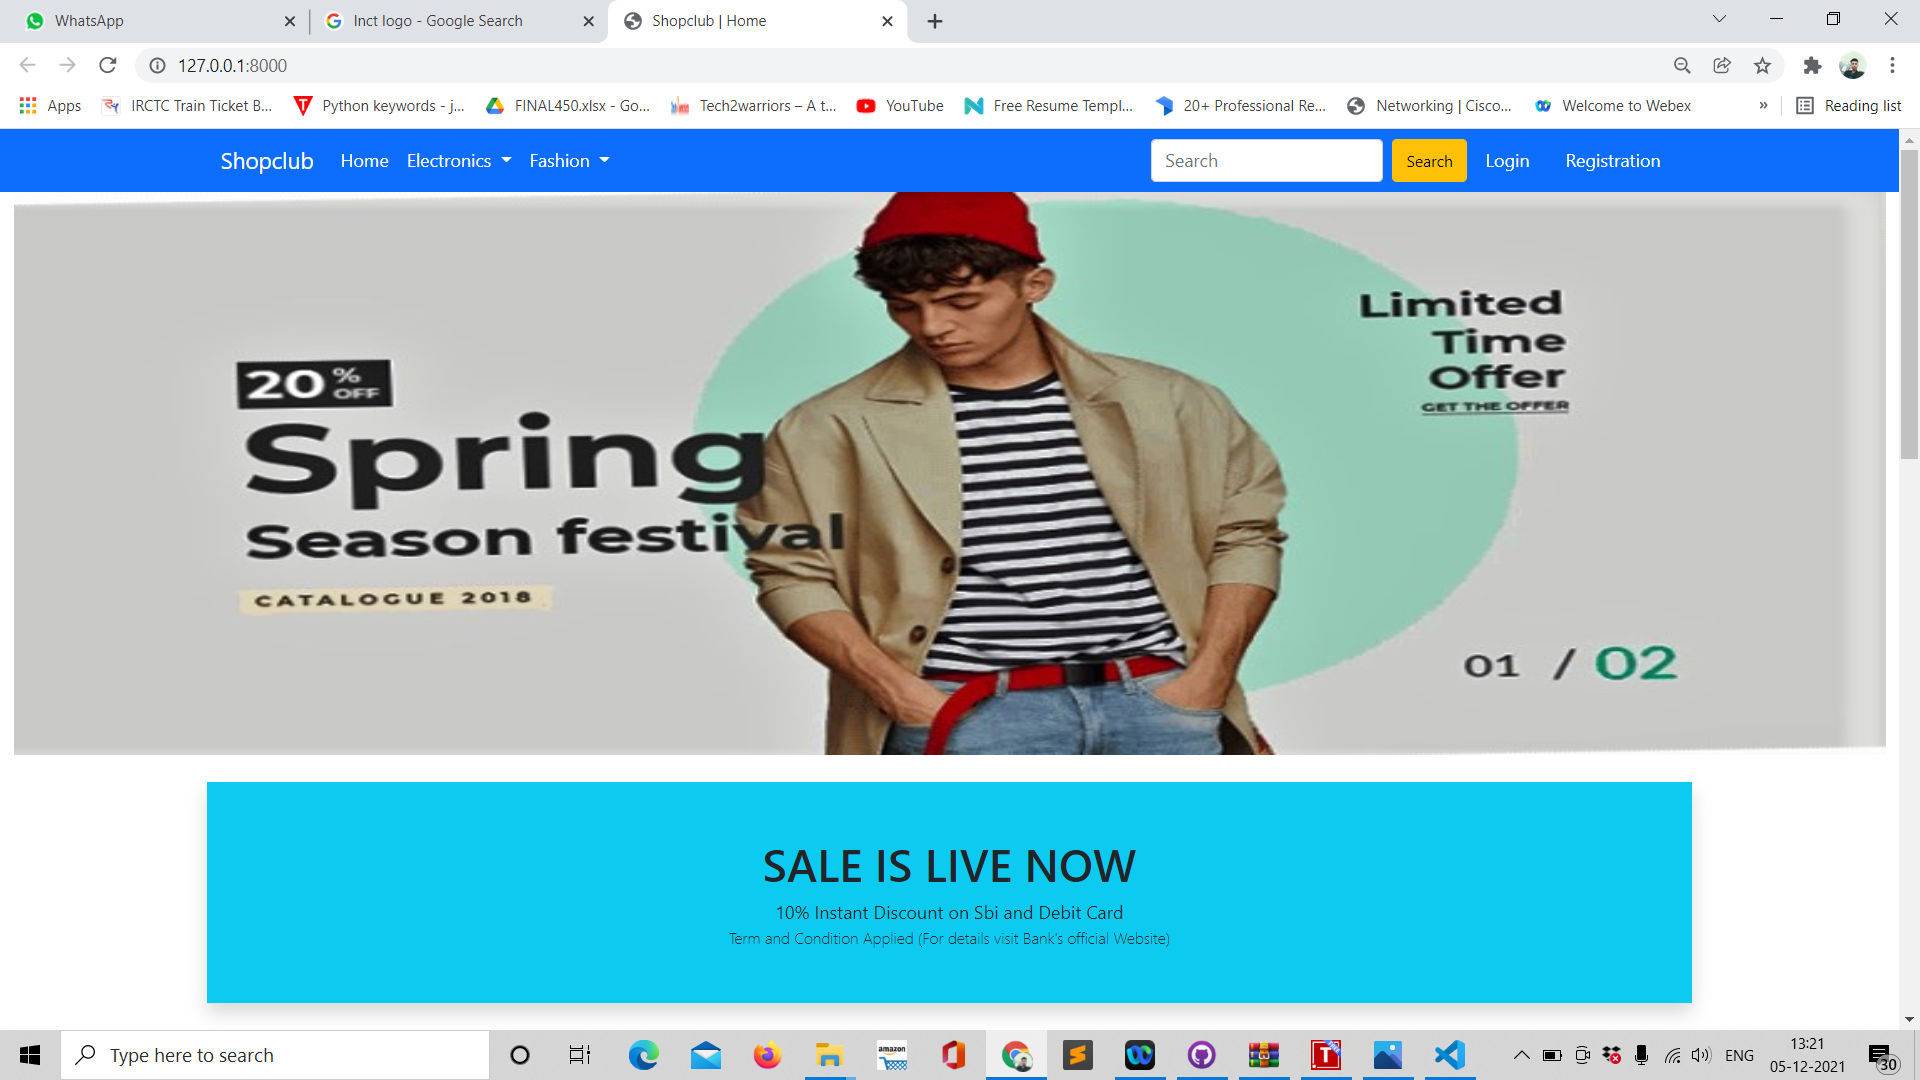 WhatsApp
lnct logo - Google Search
Shopclub | Home
127.0.0.1:8000
Apps
IRCTC Train Ticket B...
Python keywords - j...
FINAL450.xlsx - Go...
Tech2warriors – A t...
YouTube
Free Resume Templ...
20+ Professional Re...
Networking | Cisco...
Welcome to Webex
»
Reading list
Shopclub Home Electronics Fashion Search Search Login Registration
20% OFF
Spring
Season festival
CATALOGUE 2018
Limited
Time
Offer
GET THE OFFER
01 / 02
SALE IS LIVE NOW
10% Instant Discount on Sbi and Debit Card
Term and Condition Applied (For details visit Bank's official Website)
Type here to search
amazon
ENG
13:21
05-12-2021
30